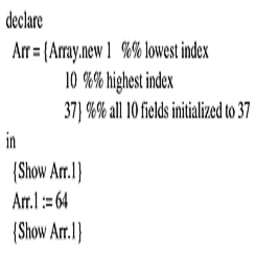 declare
Arr = {Array.new 1 %% lowest index
10 %% highest index
37} %% all 10 fields initialized to 37
in
{Show Arr.1}
Arr.1 := 64
{Show Arr.1}